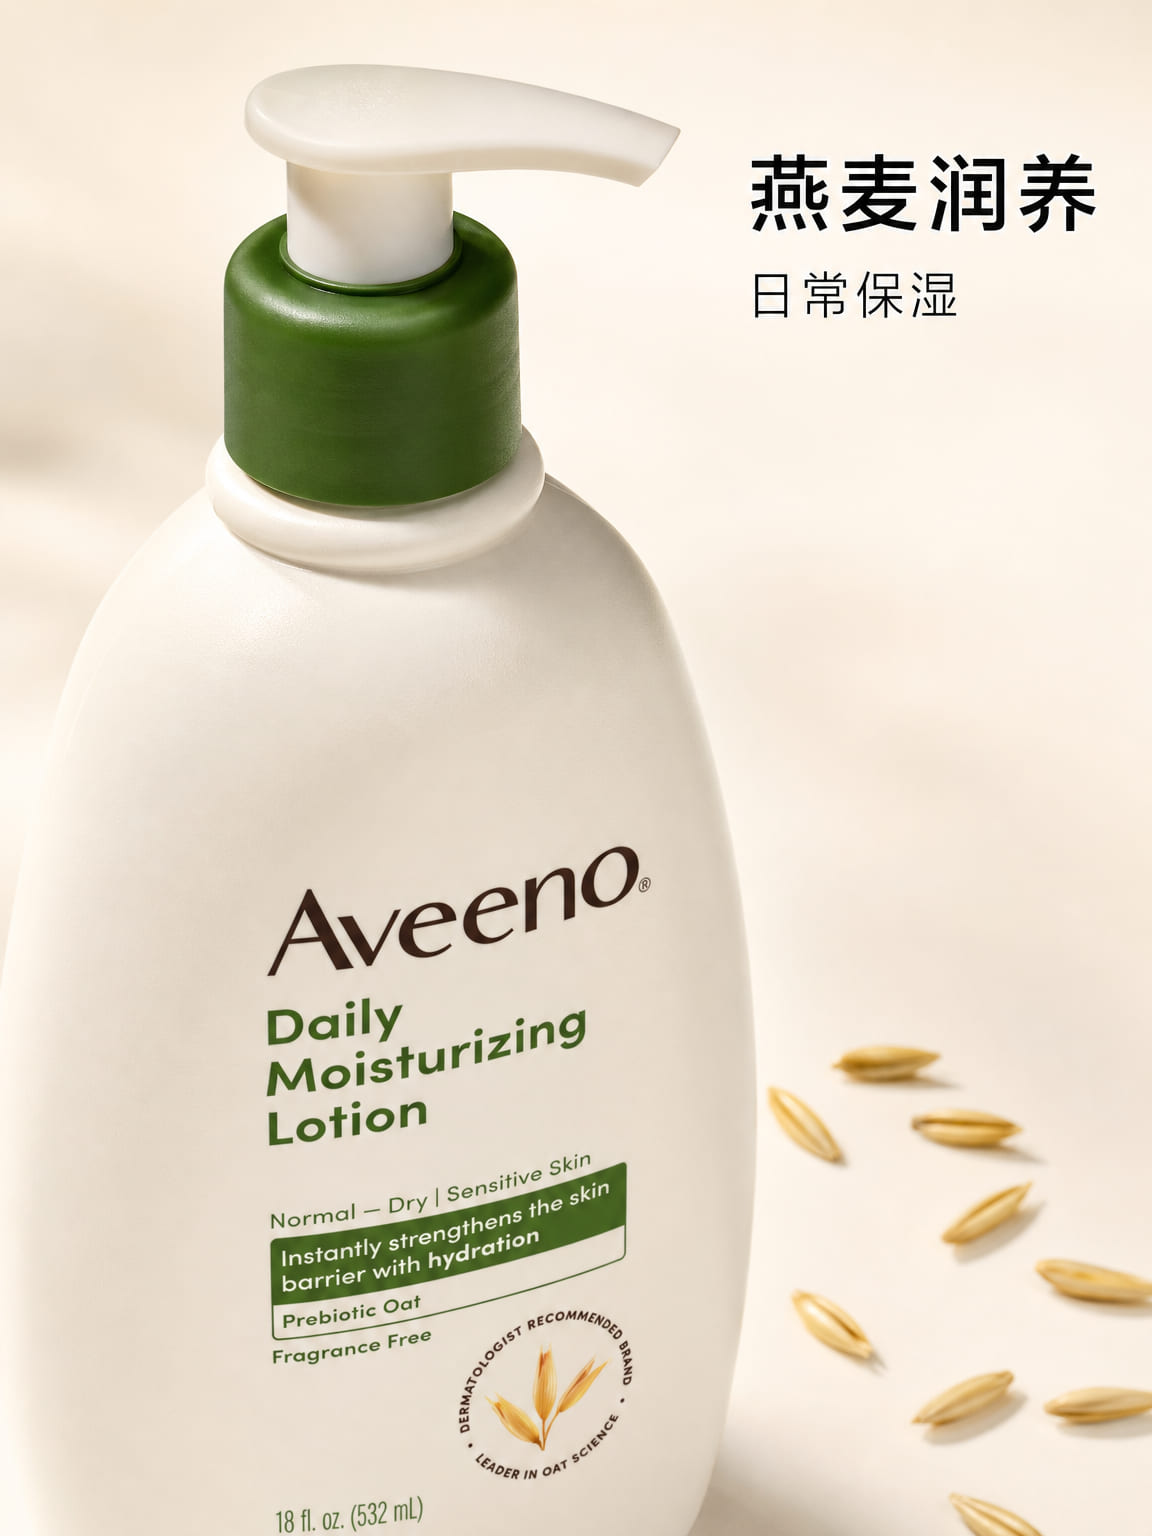 燕麦润养
日常保湿
Aveeno®
Daily
Moisturizing
Lotion
Normal — Dry | Sensitive Skin
Instantly strengthens the skin
barrier with hydration
Prebiotic Oat
Fragrance Free
DERMATOLOGIST RECOMMENDED BRAND
• LEADER IN OAT SCIENCE •
18 fl. oz. (532 mL)